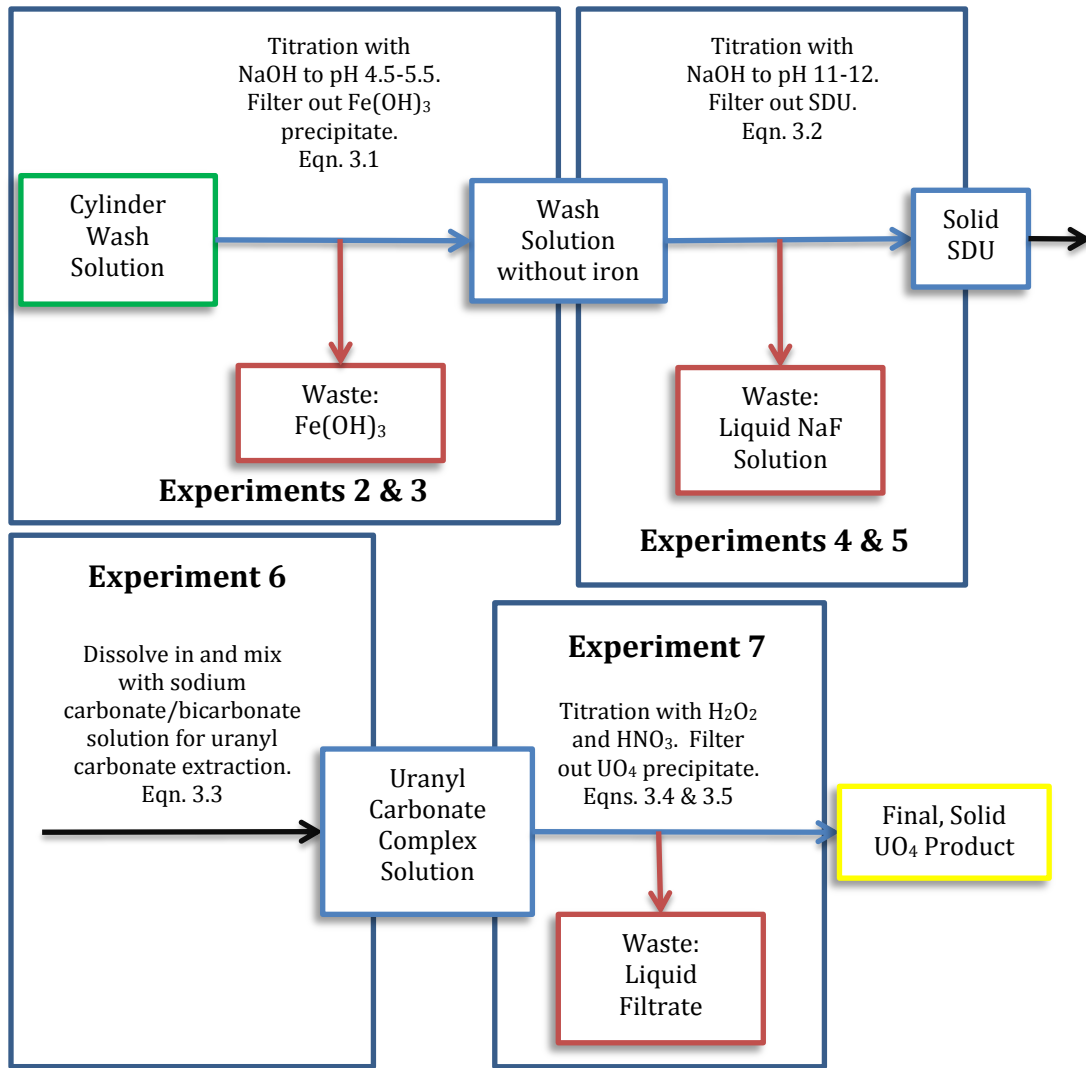 Titration with
NaOH to pH 4.5-5.5.
Filter out Fe(OH)₃
precipitate.
Eqn. 3.1
Titration with
NaOH to pH 11-12.
Filter out SDU.
Eqn. 3.2
Cylinder
Wash
Solution
Wash
Solution
without iron
Solid
SDU
Waste:
Fe(OH)₃
Waste:
Liquid NaF
Solution
Experiments 2 & 3
Experiments 4 & 5
Experiment 6
Dissolve in and mix
with sodium
carbonate/bicarbonate
solution for uranyl
carbonate extraction.
Eqn. 3.3
Uranyl
Carbonate
Complex
Solution
Experiment 7
Titration with H₂O₂
and HNO₃. Filter
out UO₄ precipitate.
Eqns. 3.4 & 3.5
Final, Solid
UO₄ Product
Waste:
Liquid
Filtrate